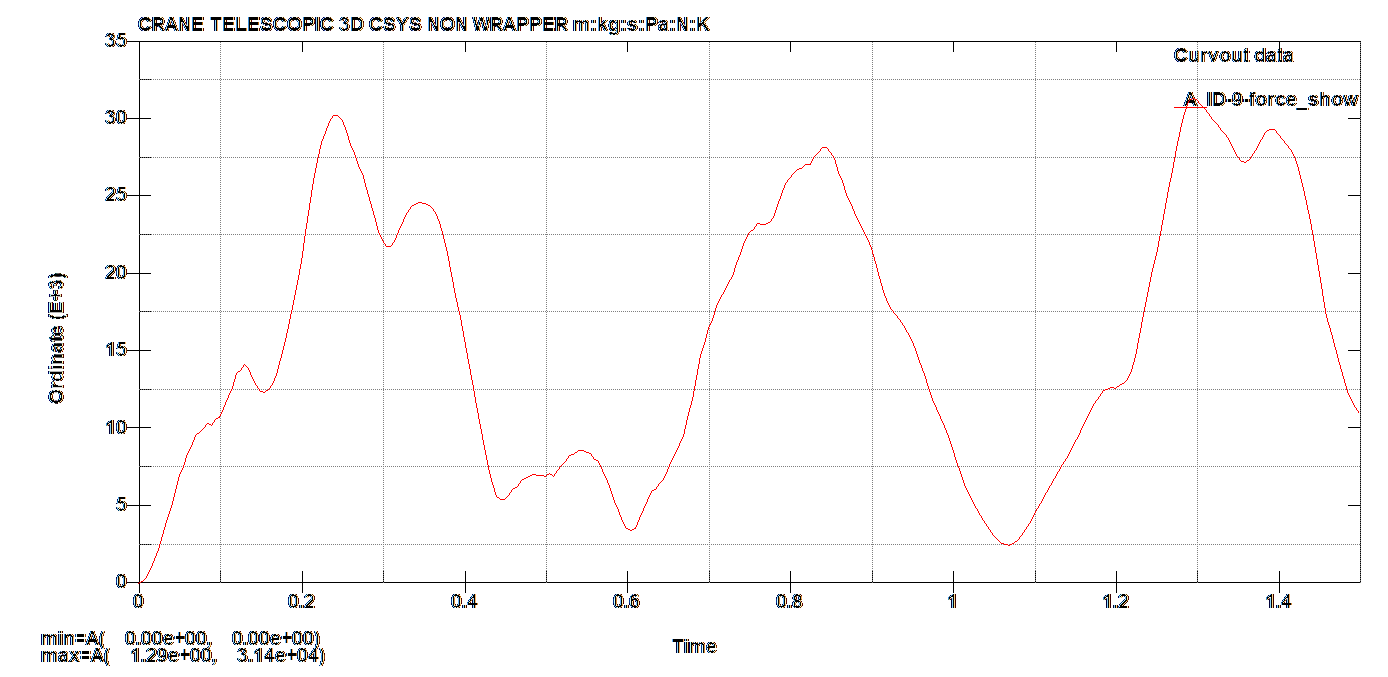 CRANE TELESCOPIC 3D CSYS NON WRAPPER m:kg:s:Pa:N:K
Curvout data
A ID-9-force_show
35
30
25
20
15
10
5
0
Ordinate (E+3)
0 0.2 0.4 0.6 0.8 1 1.2 1.4
Time
min=A( 0.00e+00, 0.00e+00)
max=A( 1.29e+00, 3.14e+04)